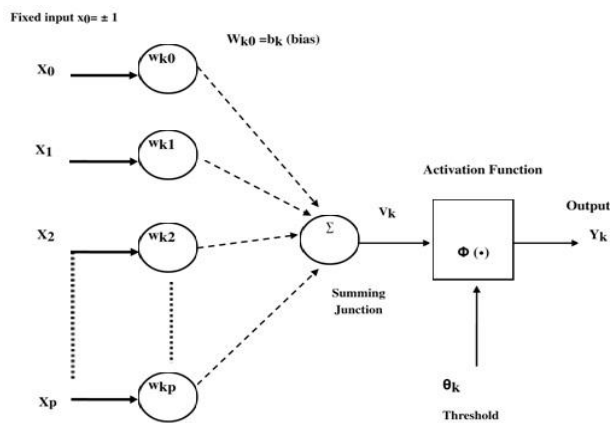 Fixed input x0= ± 1
Wk0 =bk (bias)
wk0
X0
wk1
X1
Activation Function
X2
wk2
Σ
Vk
Output
Yk
Φ (•)
Summing
Junction
wkp
Xp
θk
Threshold